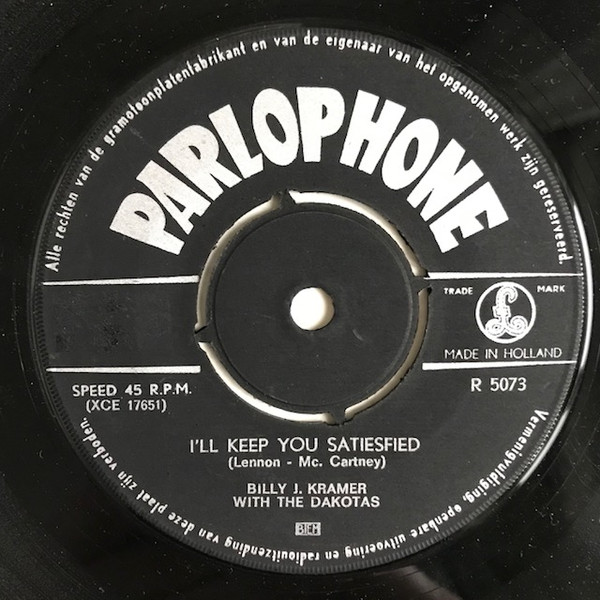 Alle rechten van de gramofoonplatenfabrikant en van de eigenaar van het opgenomen werk zijn gereserveerd.
PARLOPHONE
TRADE MARK
£
MADE IN HOLLAND
SPEED 45 R.P.M.
(XCE 17651)
R 5073
I'LL KEEP YOU SATIESFIED
(Lennon - Mc. Cartney)
BILLY J. KRAMER
WITH THE DAKOTAS
BIEM
Vermenigvuldiging, openbare uitvoering en radiouitzending van deze plaat zijn verboden.